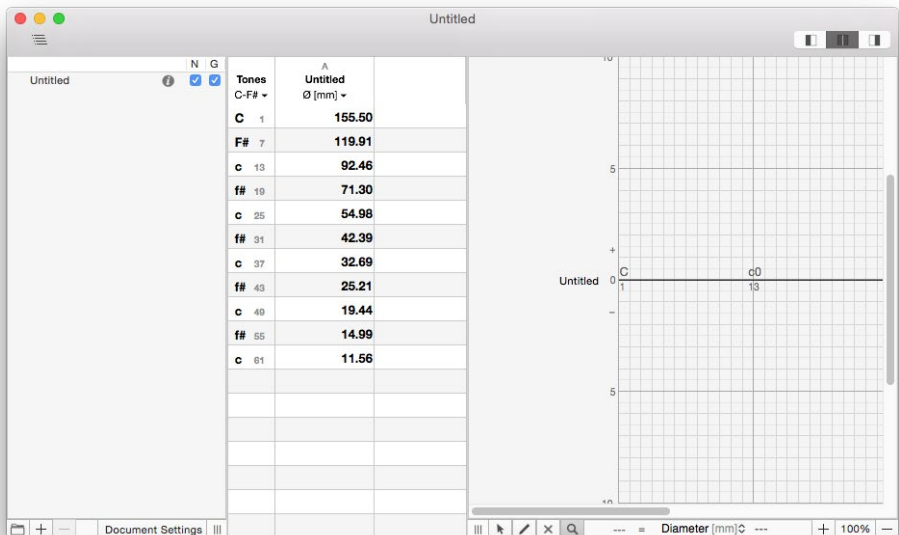 Untitled
N G
Untitled
A
Tones Untitled
C-F# Ø [mm]
C 1 155.50
F# 7 119.91
c 13 92.46
f# 19 71.30
c 25 54.98
f# 31 42.39
c 37 32.69
f# 43 25.21
c 49 19.44
f# 55 14.99
c 61 11.56
Document Settings
10
5
+
Untitled 0
C c0
1 13
−
5
10
--- = Diameter [mm] --- + 100% −